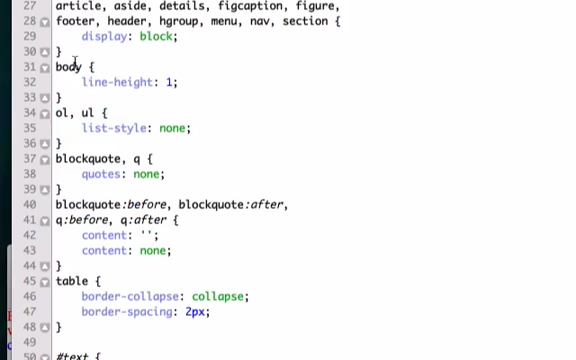 27 article, aside, details, figcaption, figure,
28 footer, header, hgroup, menu, nav, section {
29 display: block;
30 }
31 body {
32 line-height: 1;
33 }
34 ol, ul {
35 list-style: none;
36 }
37 blockquote, q {
38 quotes: none;
39 }
40 blockquote:before, blockquote:after,
41 q:before, q:after {
42 content: '';
43 content: none;
44 }
45 table {
46 border-collapse: collapse;
47 border-spacing: 2px;
48 }
49
50 #text {